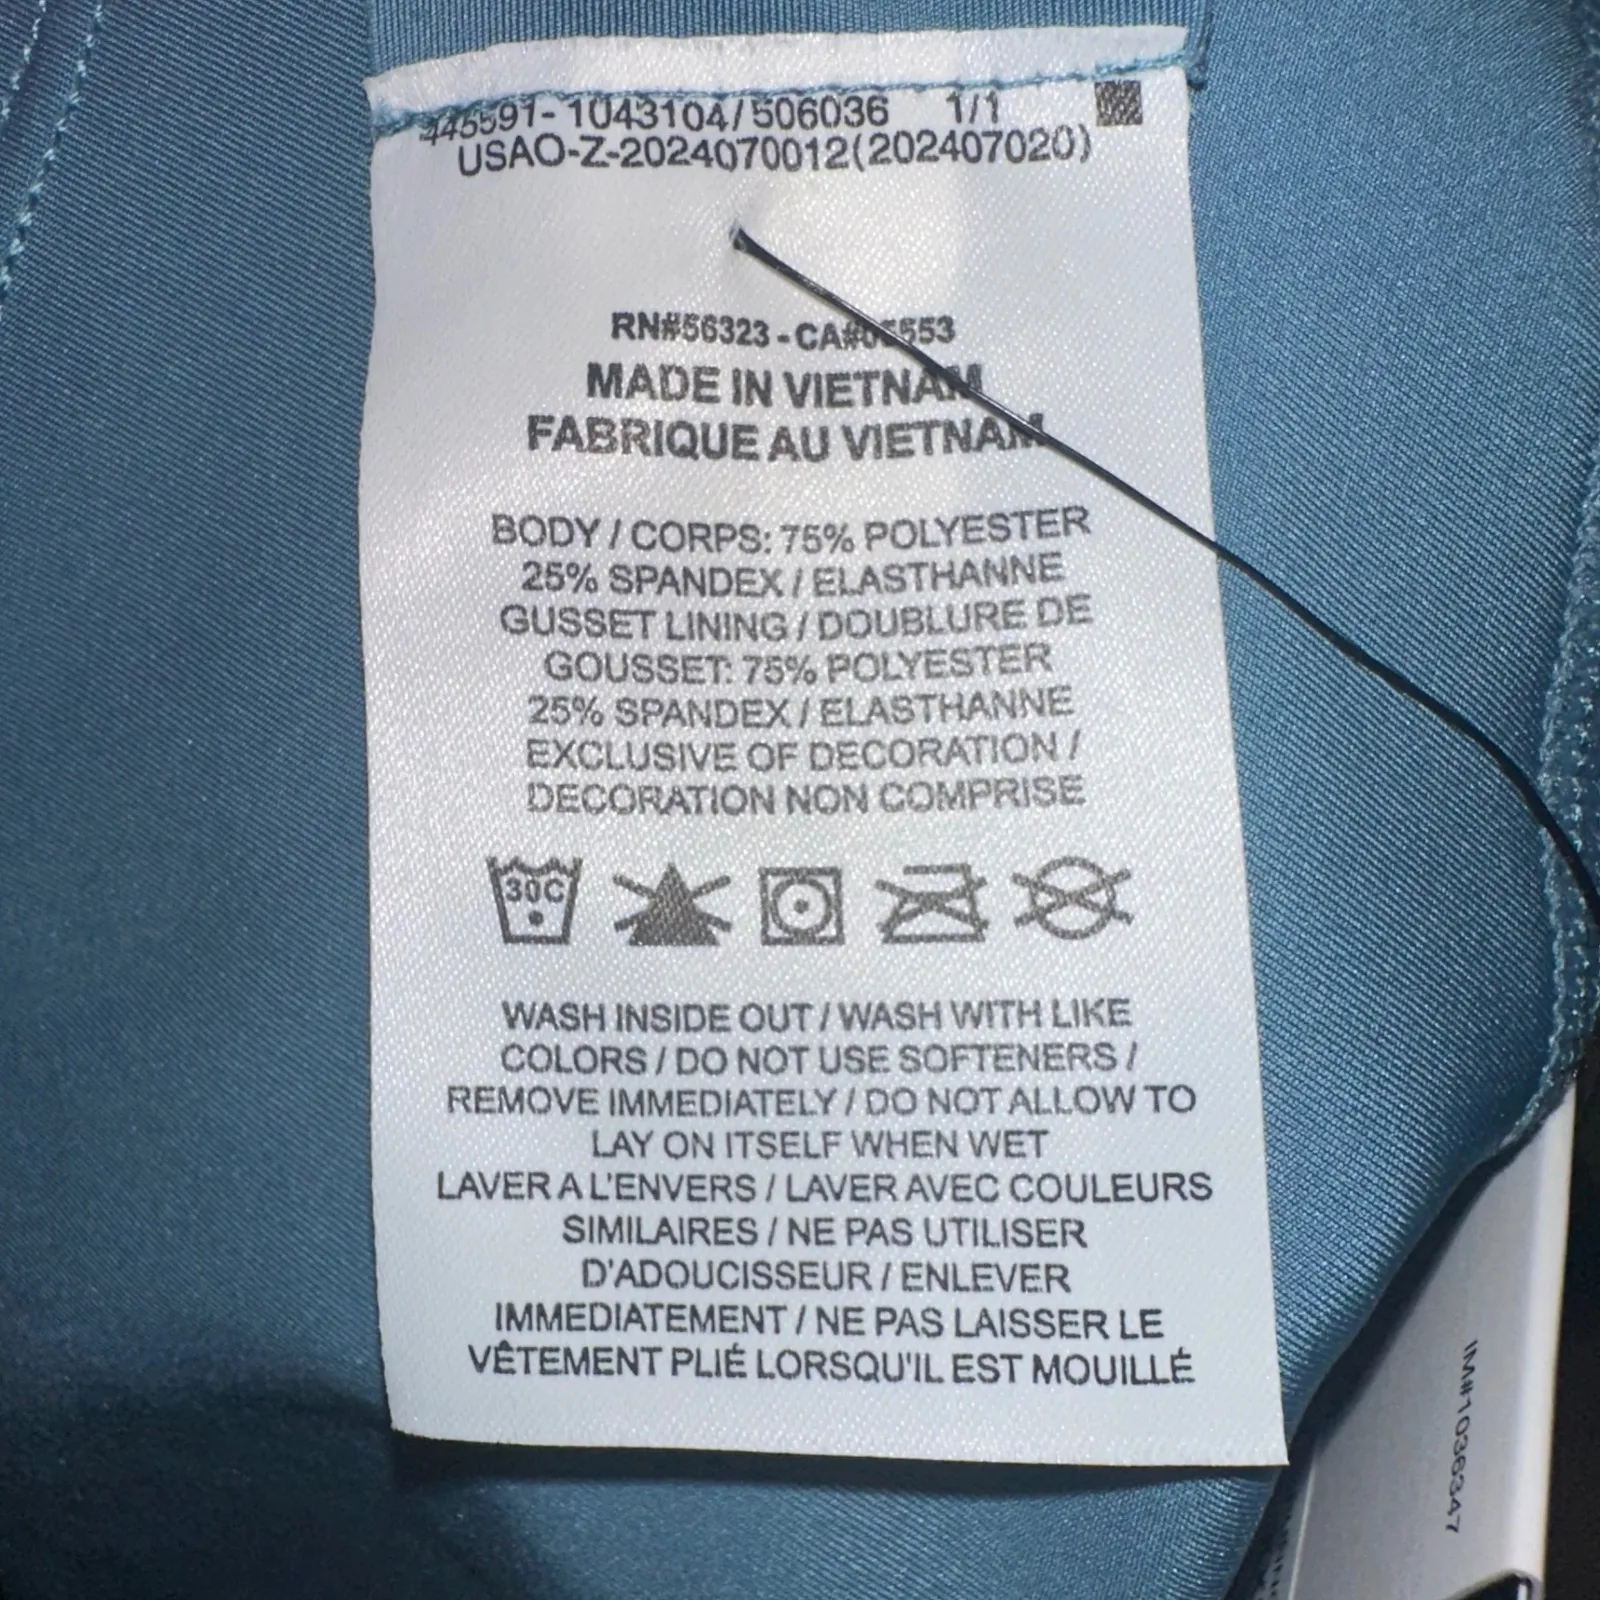 445591-1043104/506036 1/1
USAO-Z-2024070012(202407020)
RN#56323 - CA#05553
MADE IN VIETNAM
FABRIQUE AU VIETNAM
BODY / CORPS: 75% POLYESTER
25% SPANDEX / ELASTHANNE
GUSSET LINING / DOUBLURE DE
GOUSSET: 75% POLYESTER
25% SPANDEX / ELASTHANNE
EXCLUSIVE OF DECORATION /
DECORATION NON COMPRISE
30C
WASH INSIDE OUT / WASH WITH LIKE
COLORS / DO NOT USE SOFTENERS /
REMOVE IMMEDIATELY / DO NOT ALLOW TO
LAY ON ITSELF WHEN WET
LAVER A L'ENVERS / LAVER AVEC COULEURS
SIMILAIRES / NE PAS UTILISER
D'ADOUCISSEUR / ENLEVER
IMMEDIATEMENT / NE PAS LAISSER LE
VÊTEMENT PLIÉ LORSQU'IL EST MOUILLÉ
IM#1036347